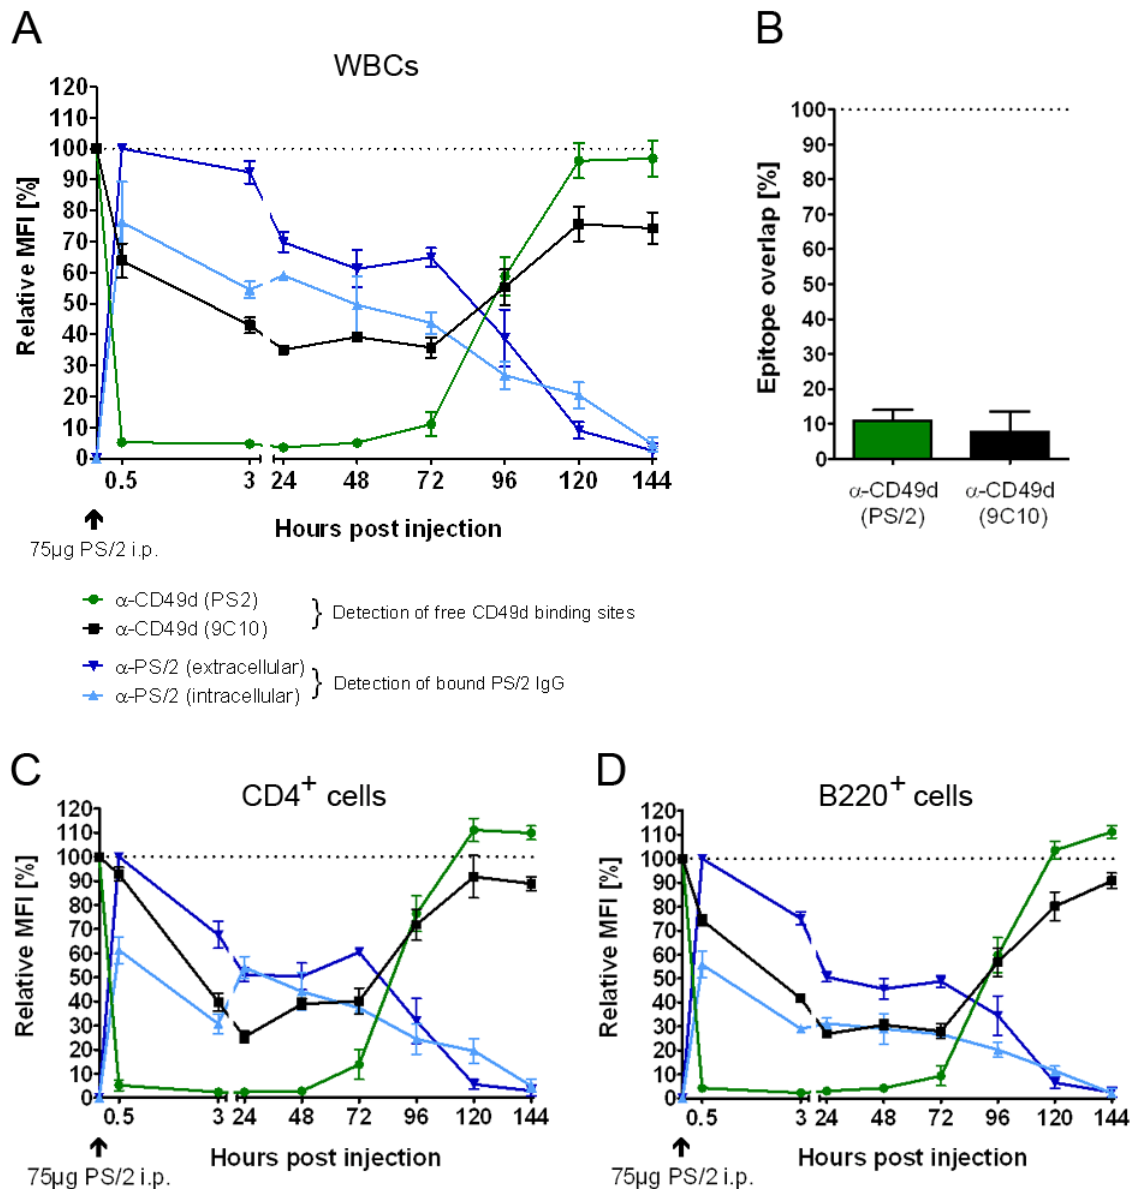 A
WBCs
Relative MFI [%]
120
110
100
90
80
70
60
50
40
30
20
10
0
0.5 3 24 48 72 96 120 144
Hours post injection
75µg PS/2 i.p.
α-CD49d (PS2)
α-CD49d (9C10)
} Detection of free CD49d binding sites
α-PS/2 (extracellular)
α-PS/2 (intracellular)
} Detection of bound PS/2 IgG
B
Epitope overlap [%]
100
90
80
70
60
50
40
30
20
10
0
α-CD49d α-CD49d
(PS/2) (9C10)
C
CD4+ cells
Relative MFI [%]
120
110
100
90
80
70
60
50
40
30
20
10
0
0.5 3 24 48 72 96 120 144
Hours post injection
75µg PS/2 i.p.
D
B220+ cells
Relative MFI [%]
120
110
100
90
80
70
60
50
40
30
20
10
0
0.5 3 24 48 72 96 120 144
Hours post injection
75µg PS/2 i.p.